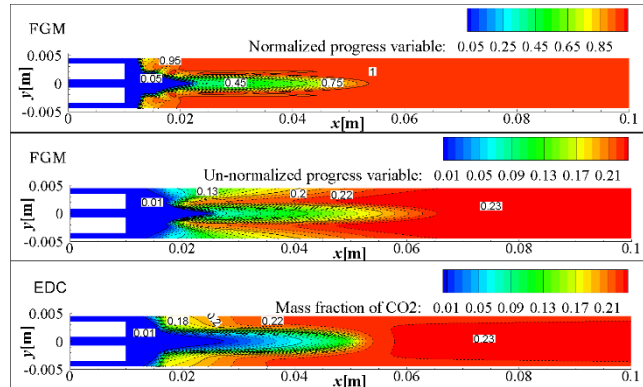 FGM
Normalized progress variable: 0.05 0.25 0.45 0.65 0.85
0.005
0
-0.005
y[m]
0.95
0.05
0.45
0.75
1
0 0.02 0.04 0.06 0.08 0.1
x[m]
FGM
Un-normalized progress variable: 0.01 0.05 0.09 0.13 0.17 0.21
0.005
0
-0.005
y[m]
0.01
0.13
0.2
0.22
0.23
0 0.02 0.04 0.06 0.08 0.1
x[m]
EDC
Mass fraction of CO2: 0.01 0.05 0.09 0.13 0.17 0.21
0.005
0
-0.005
y[m]
0.01
0.18
0.22
0.23
0 0.02 0.04 0.06 0.08 0.1
x[m]